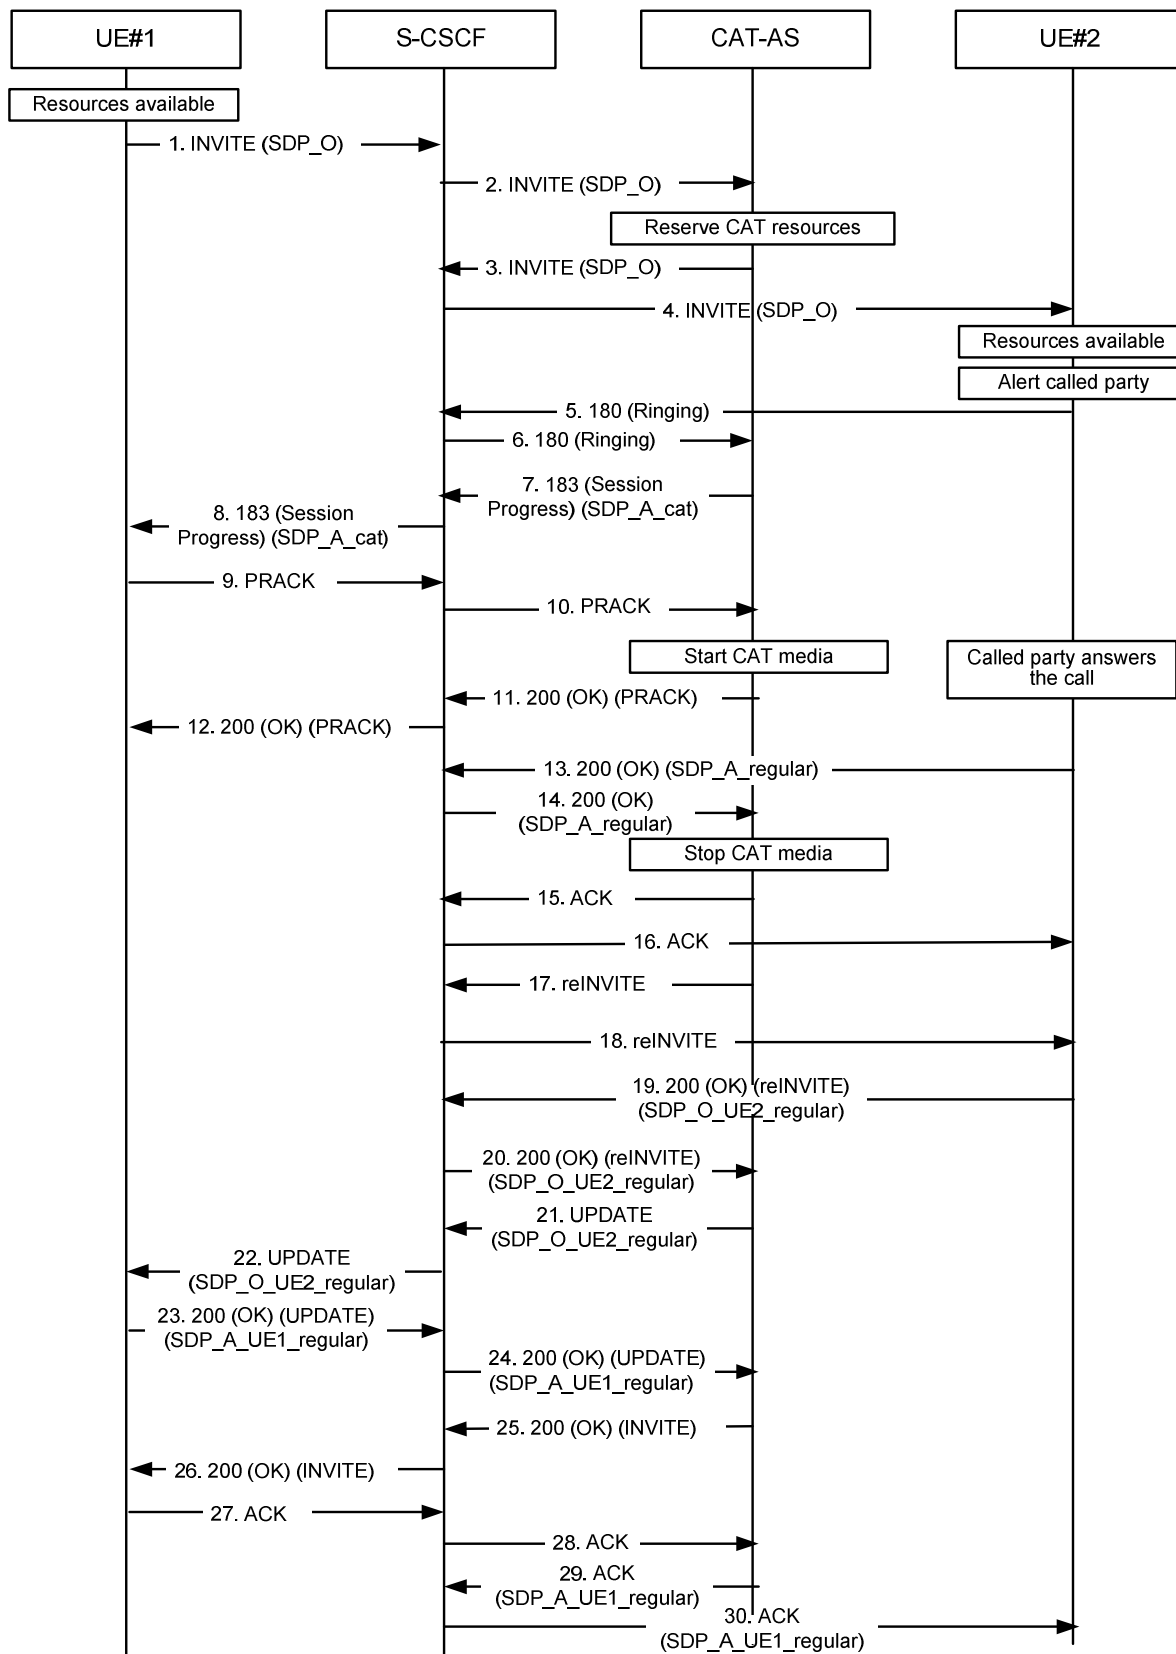 UE#1
S-CSCF
CAT-AS
UE#2
Resources available
1. INVITE (SDP_O)
2. INVITE (SDP_O)
Reserve CAT resources
3. INVITE (SDP_O)
4. INVITE (SDP_O)
Resources available
Alert called party
5. 180 (Ringing)
6. 180 (Ringing)
7. 183 (Session
Progress) (SDP_A_cat)
8. 183 (Session
Progress) (SDP_A_cat)
9. PRACK
10. PRACK
Start CAT media
Called party answers
the call
11. 200 (OK) (PRACK)
12. 200 (OK) (PRACK)
13. 200 (OK) (SDP_A_regular)
14. 200 (OK)
(SDP_A_regular)
Stop CAT media
15. ACK
16. ACK
17. reINVITE
18. reINVITE
19. 200 (OK) (reINVITE)
(SDP_O_UE2_regular)
20. 200 (OK) (reINVITE)
(SDP_O_UE2_regular)
21. UPDATE
(SDP_O_UE2_regular)
22. UPDATE
(SDP_O_UE2_regular)
23. 200 (OK) (UPDATE)
(SDP_A_UE1_regular)
24. 200 (OK) (UPDATE)
(SDP_A_UE1_regular)
25. 200 (OK) (INVITE)
26. 200 (OK) (INVITE)
27. ACK
28. ACK
29. ACK
(SDP_A_UE1_regular)
30. ACK
(SDP_A_UE1_regular)